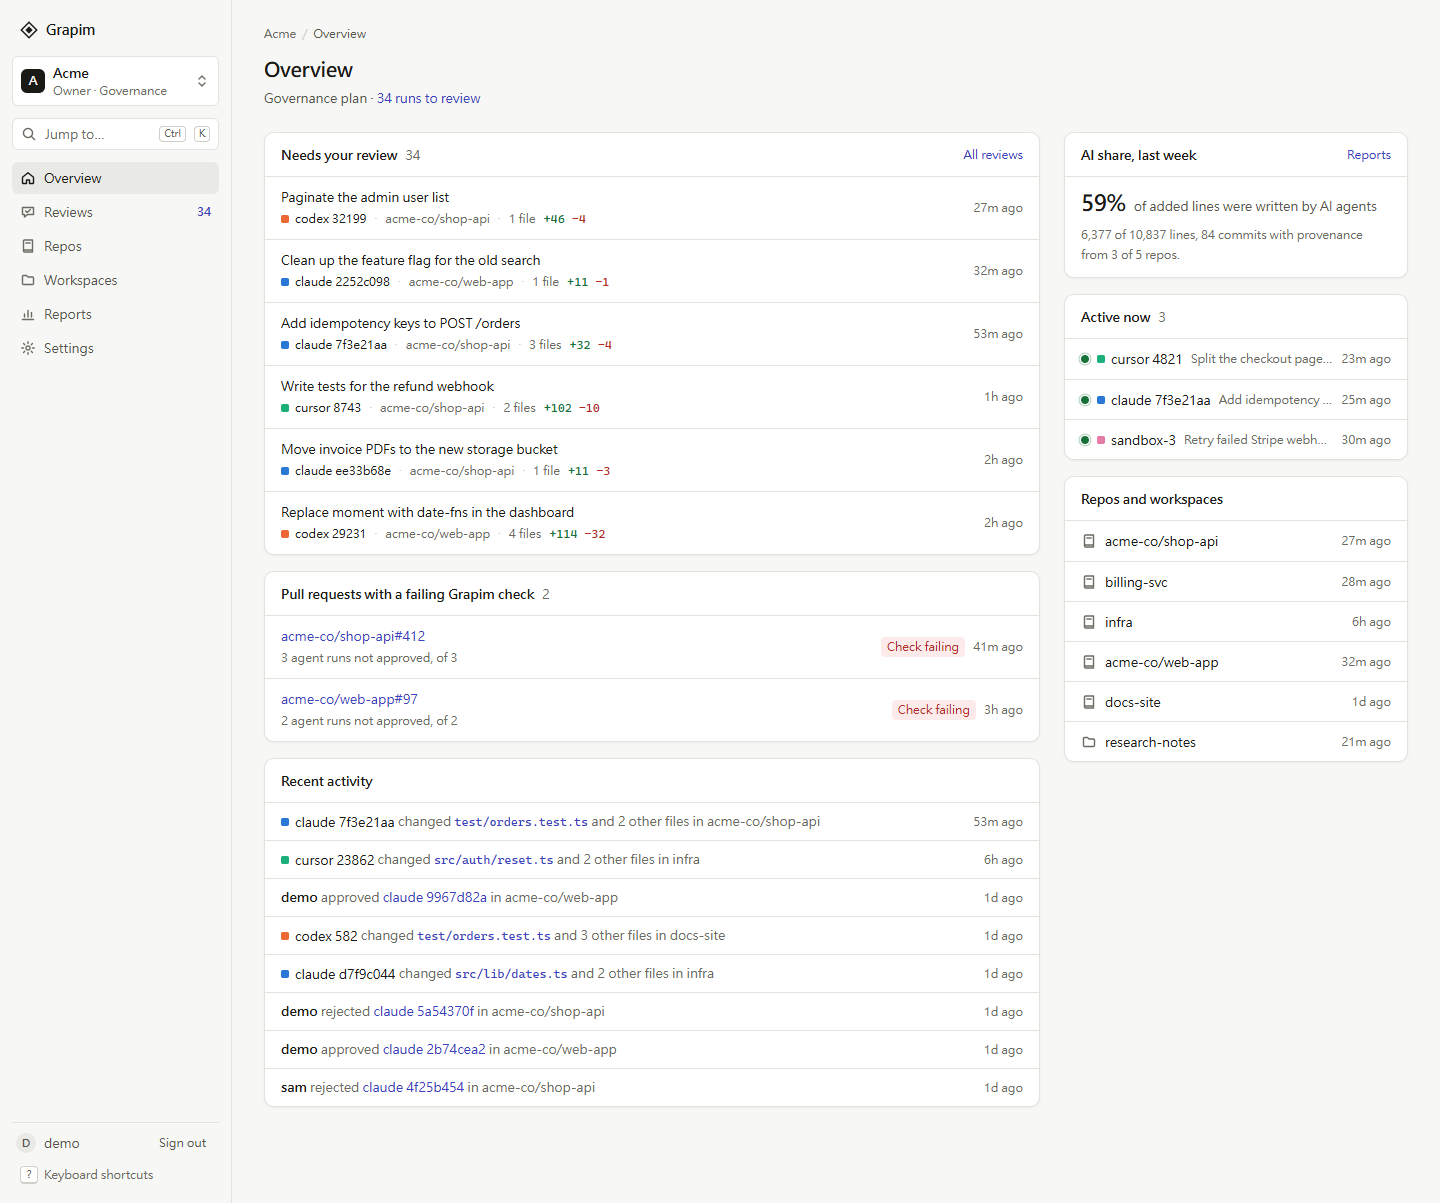 Grapim
A
Acme
Owner · Governance
Jump to...
Ctrl K
Overview
Reviews 34
Repos
Workspaces
Reports
Settings
D demo Sign out
? Keyboard shortcuts
Acme / Overview
Overview
Governance plan · 34 runs to review
Needs your review 34 All reviews
Paginate the admin user list
codex 32199 · acme-co/shop-api · 1 file +46 −4
27m ago
Clean up the feature flag for the old search
claude 2252c098 · acme-co/web-app · 1 file +11 −1
32m ago
Add idempotency keys to POST /orders
claude 7f3e21aa · acme-co/shop-api · 3 files +32 −4
53m ago
Write tests for the refund webhook
cursor 8743 · acme-co/shop-api · 2 files +102 −10
1h ago
Move invoice PDFs to the new storage bucket
claude ee33b68e · acme-co/shop-api · 1 file +11 −3
2h ago
Replace moment with date-fns in the dashboard
codex 29231 · acme-co/web-app · 4 files +114 −32
2h ago
Pull requests with a failing Grapim check 2
acme-co/shop-api#412
3 agent runs not approved, of 3
Check failing 41m ago
acme-co/web-app#97
2 agent runs not approved, of 2
Check failing 3h ago
Recent activity
claude 7f3e21aa changed test/orders.test.ts and 2 other files in acme-co/shop-api 53m ago
cursor 23862 changed src/auth/reset.ts and 2 other files in infra 6h ago
demo approved claude 9967d82a in acme-co/web-app 1d ago
codex 582 changed test/orders.test.ts and 3 other files in docs-site 1d ago
claude d7f9c044 changed src/lib/dates.ts and 2 other files in infra 1d ago
demo rejected claude 5a54370f in acme-co/shop-api 1d ago
demo approved claude 2b74cea2 in acme-co/web-app 1d ago
sam rejected claude 4f25b454 in acme-co/shop-api 1d ago
AI share, last week Reports
59% of added lines were written by AI agents
6,377 of 10,837 lines, 84 commits with provenance
from 3 of 5 repos.
Active now 3
cursor 4821 Split the checkout page... 23m ago
claude 7f3e21aa Add idempotency ... 25m ago
sandbox-3 Retry failed Stripe webh... 30m ago
Repos and workspaces
acme-co/shop-api 27m ago
billing-svc 28m ago
infra 6h ago
acme-co/web-app 32m ago
docs-site 1d ago
research-notes 21m ago